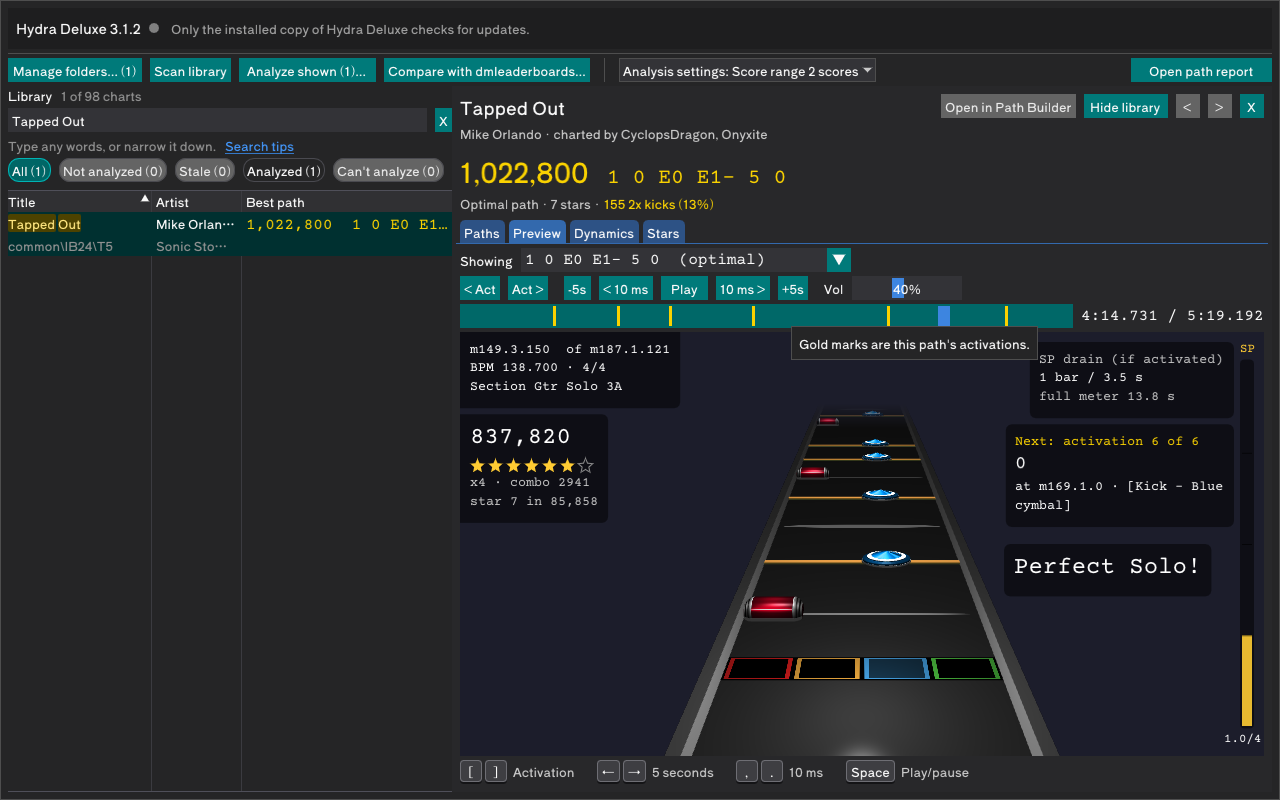 Hydra Deluxe 3.1.2 Only the installed copy of Hydra Deluxe checks for updates.
Manage folders... (1) Scan library Analyze shown (1)... Compare with dmleaderboards... Analysis settings: Score range 2 scores Open path report
Library 1 of 98 charts
Tapped Out X
Type any words, or narrow it down. Search tips
All (1) Not analyzed (0) Stale (0) Analyzed (1) Can't analyze (0)
Title Artist Best path
Tapped Out Mike Orlan··· 1,022,800 1 0 E0 E1...
common\IB24\T5 Sonic Sto···
Tapped Out Open in Path Builder Hide library < > X
Mike Orlando · charted by CyclopsDragon, Onyxite
1,022,800 1 0 E0 E1- 5 0
Optimal path · 7 stars · 155 2x kicks (13%)
Paths Preview Dynamics Stars
Showing 1 0 E0 E1- 5 0 (optimal)
< Act Act > -5s < 10 ms Play 10 ms > +5s Vol 40%
4:14.731 / 5:19.192
Gold marks are this path's activations.
m149.3.150 of m187.1.121
BPM 138.700 · 4/4
Section Gtr Solo 3A
837,820
x4 · combo 2941
star 7 in 85,858
SP drain (if activated)
1 bar / 3.5 s
full meter 13.8 s
SP
Next: activation 6 of 6
0
at m169.1.0 · [Kick - Blue
cymbal]
Perfect Solo!
1.0/4
[ ] Activation ← → 5 seconds , . 10 ms Space Play/pause